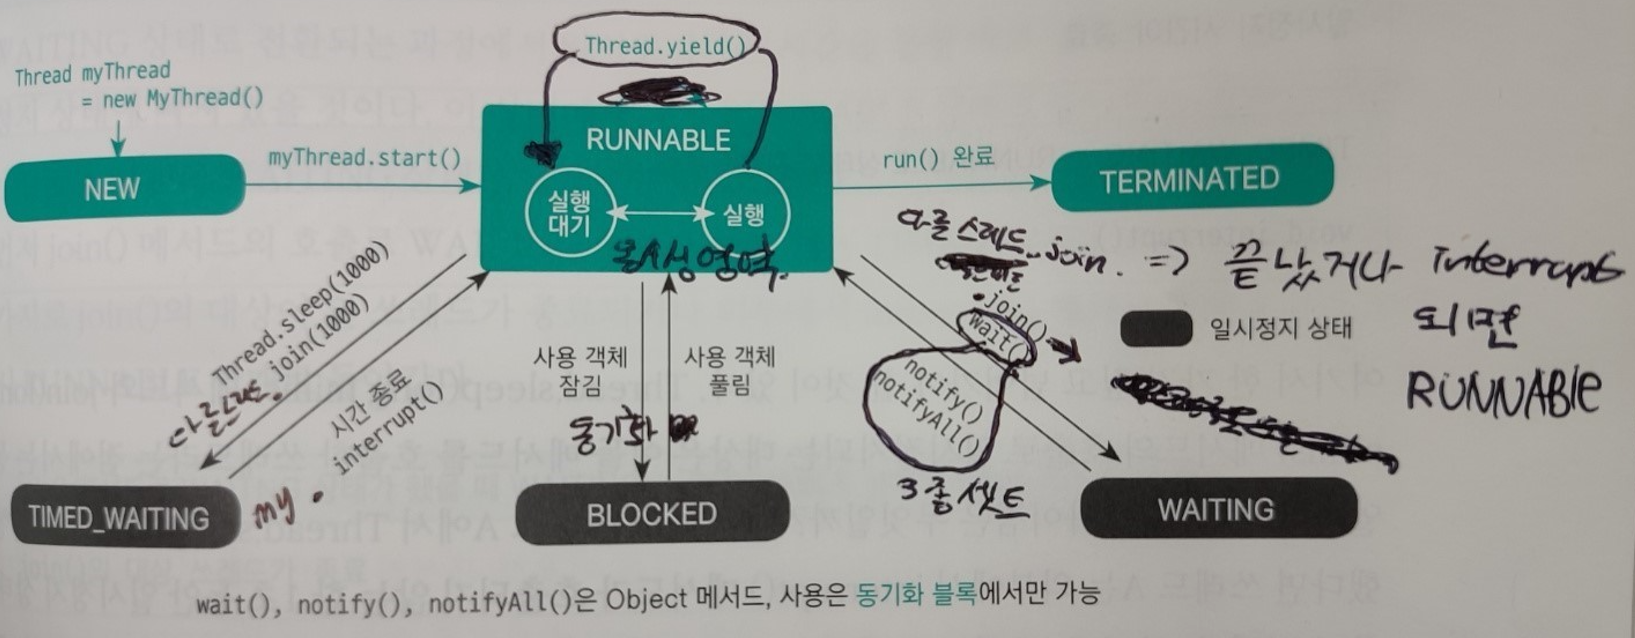 Thread.yield()
Thread myThread
= new MyThread()
RUNNABLE
myThread.start()
run() 완료
NEW
실행
대기
실행
TERMINATED
동시성영역.
다른 스레드
.join. => 끝났거나 interrupt
되면
RUNNABLE
Thread.sleep(1000)
다른스레드.join(1000)
시간 종료
interrupt()
사용 객체
잠김
사용 객체
풀림
동기화
join()
wait()
notify()
notifyAll()
3종 셋트
일시정지 상태
TIMED_WAITING
my.
BLOCKED
WAITING
wait(), notify(), notifyAll()은 Object 메서드, 사용은 동기화 블록에서만 가능